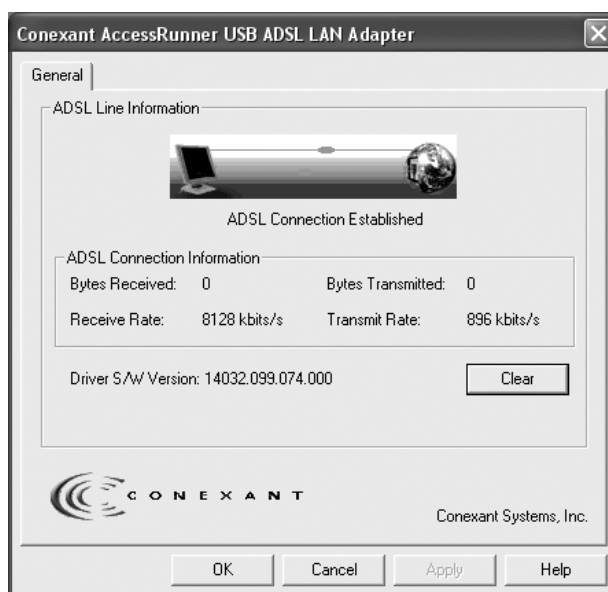 Conexant AccessRunner USB ADSL LAN Adapter
General
ADSL Line Information
ADSL Connection Established
ADSL Connection Information
Bytes Received: 0 Bytes Transmitted: 0
Receive Rate: 8128 kbits/s Transmit Rate: 896 kbits/s
Driver S/W Version: 14032.099.074.000 Clear
CONEXANT
Conexant Systems, Inc.
OK Cancel Apply Help